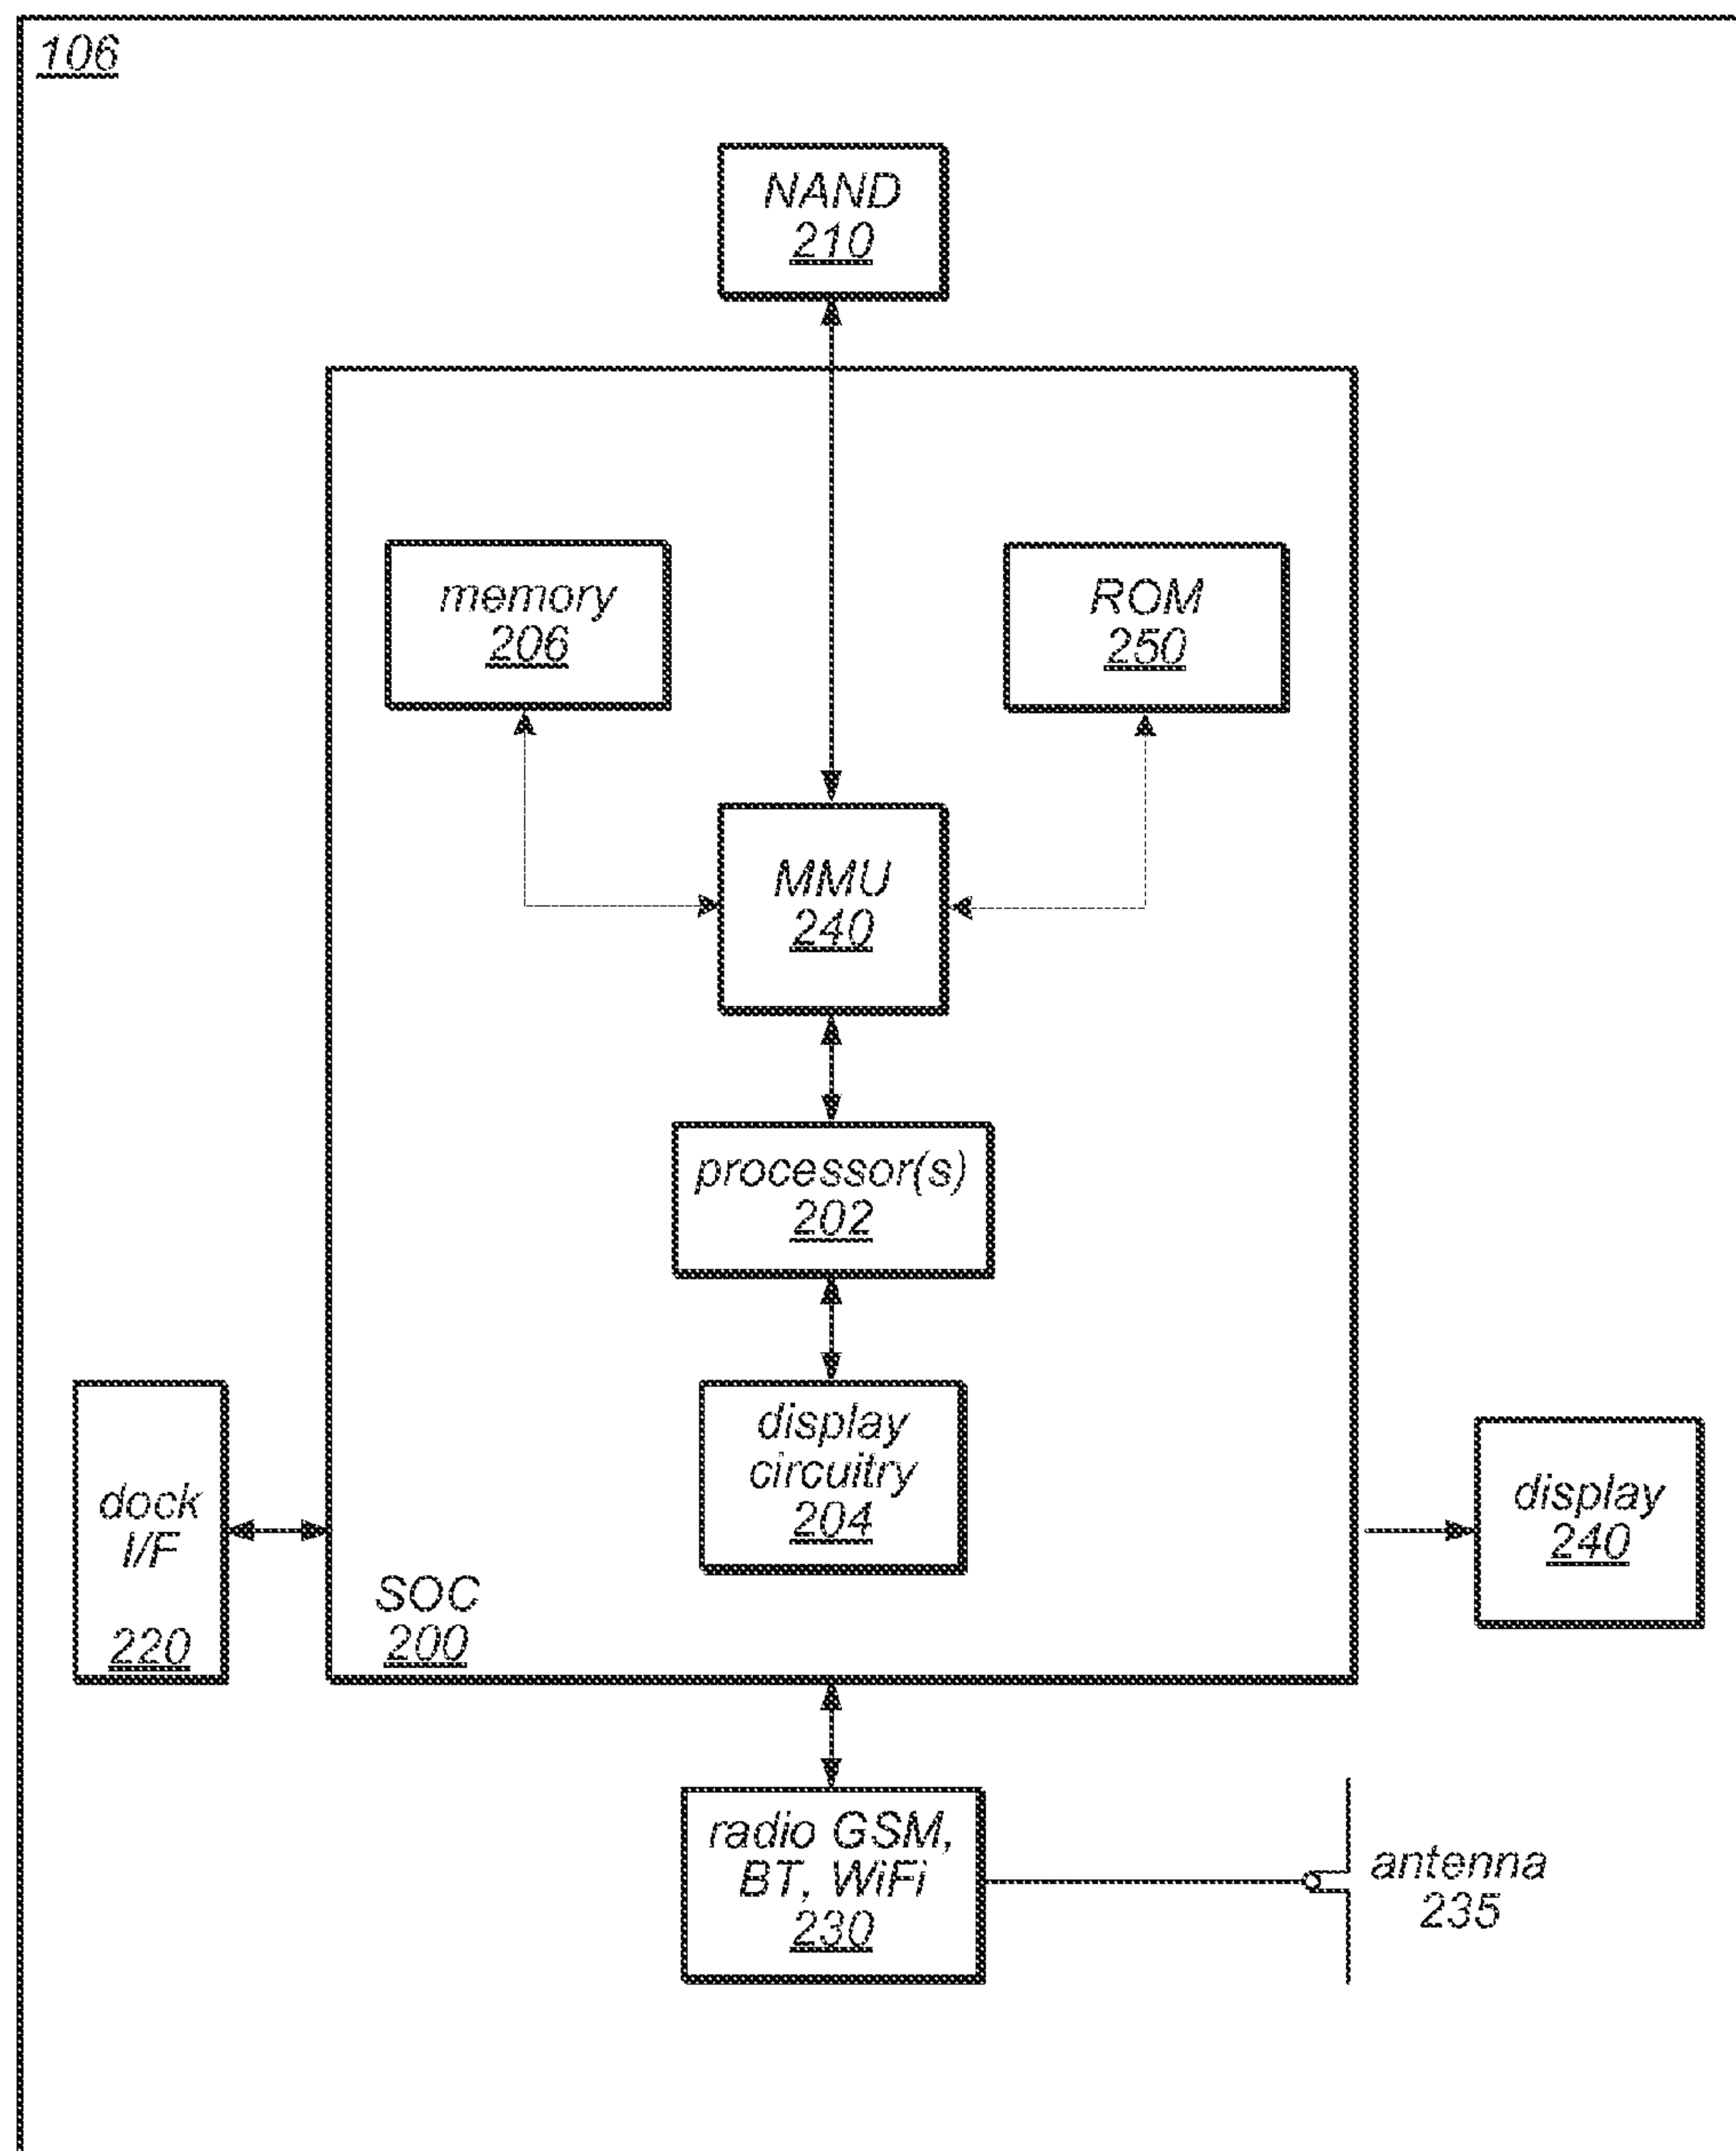 106
NAND
210
memory
206
ROM
250
MMU
240
processor(s)
202
display
circuitry
204
dock
I/F
220
SOC
200
display
240
radio GSM,
BT, WiFi
230
antenna
235